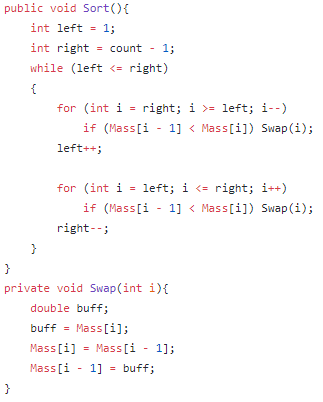 public void Sort(){
    int left = 1;
    int right = count - 1;
    while (left <= right)
    {
        for (int i = right; i >= left; i--)
            if (Mass[i - 1] < Mass[i]) Swap(i);
        left++;

        for (int i = left; i <= right; i++)
            if (Mass[i - 1] < Mass[i]) Swap(i);
        right--;
    }
}
private void Swap(int i){
    double buff;
    buff = Mass[i];
    Mass[i] = Mass[i - 1];
    Mass[i - 1] = buff;
}